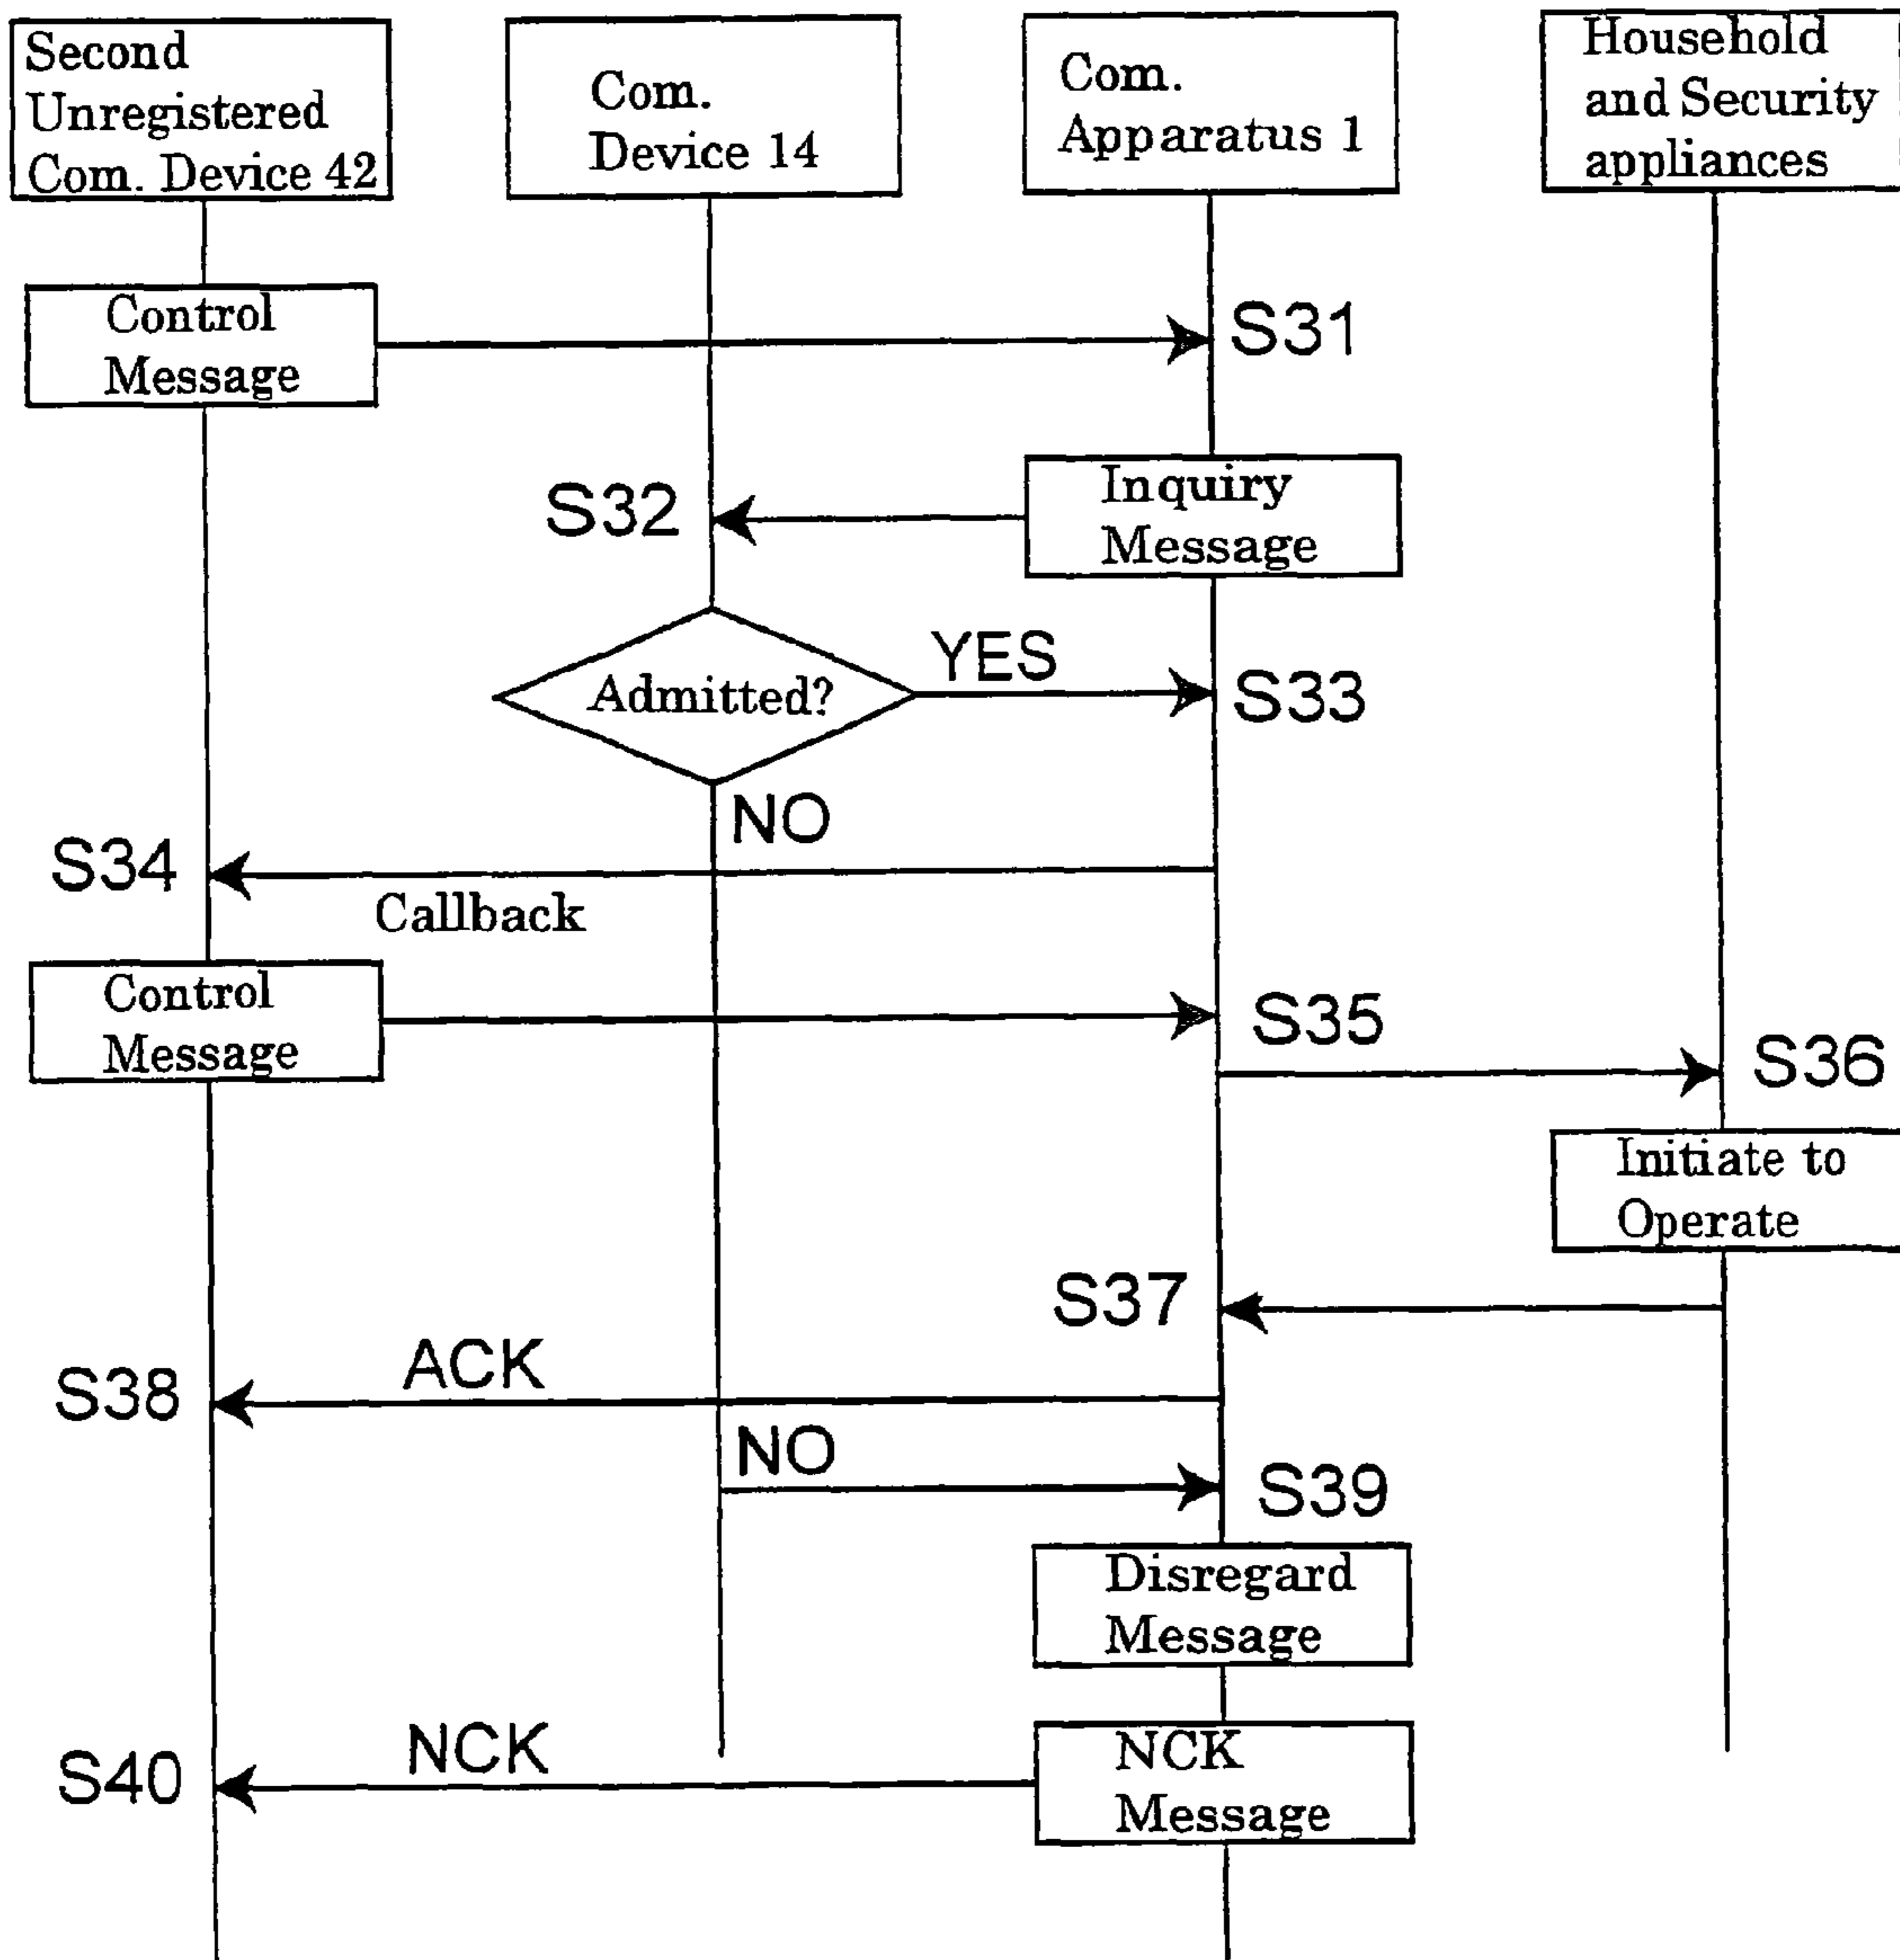 Second
Unregistered
Com. Device 42
Com.
Device 14
Com.
Apparatus 1
Household
and Security
appliances
Control
Message
S31
Inquiry
Message
S32
Admitted?
YES
S33
NO
S34
Callback
Control
Message
S35
S36
Initiate to
Operate
S37
ACK
S38
NO
S39
Disregard
Message
NCK
Message
NCK
S40